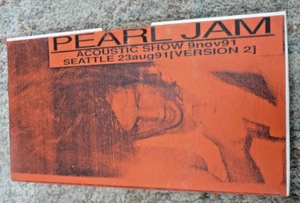 PEARL JAM
ACOUSTIC SHOW 9nov91
SEATTLE 23aug91[VERSION 2]